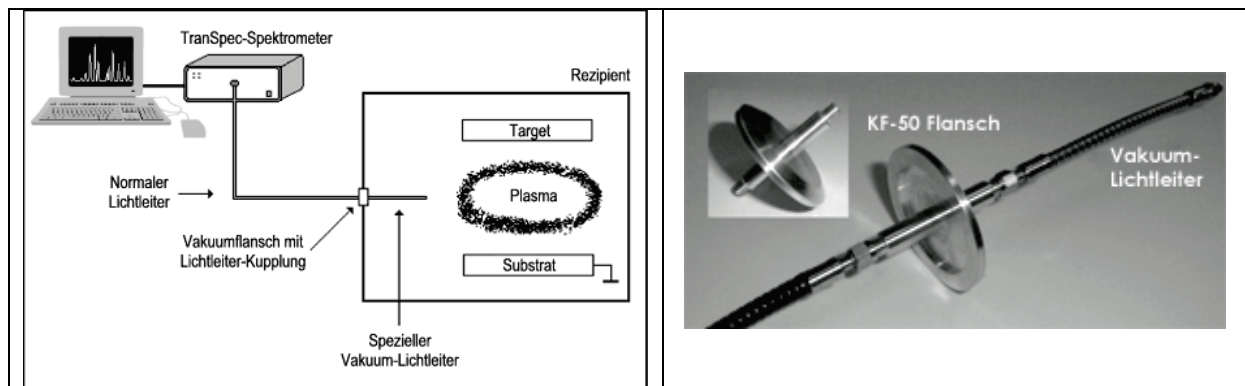 TranSpec-Spektrometer
Rezipient
Target
Normaler
Lichtleiter
Plasma
Vakuumflansch mit
Lichtleiter-Kupplung
Substrat
Spezieller
Vakuum-Lichtleiter
KF-50 Flansch
Vakuum-
Lichtleiter